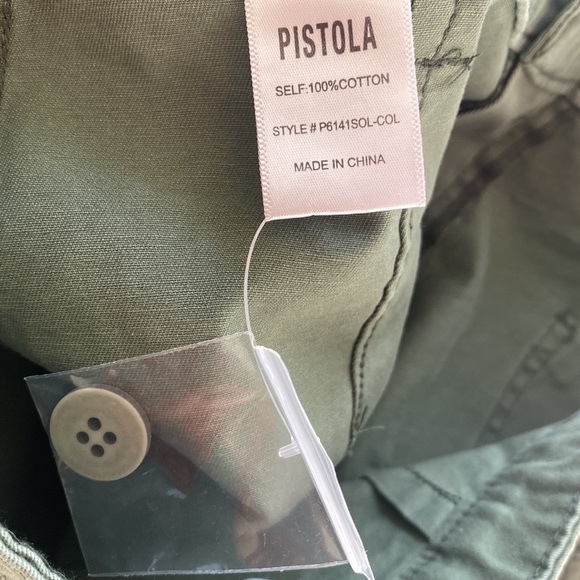 PISTOLA
SELF:100%COTTON
STYLE # P6141SOL-COL
MADE IN CHINA